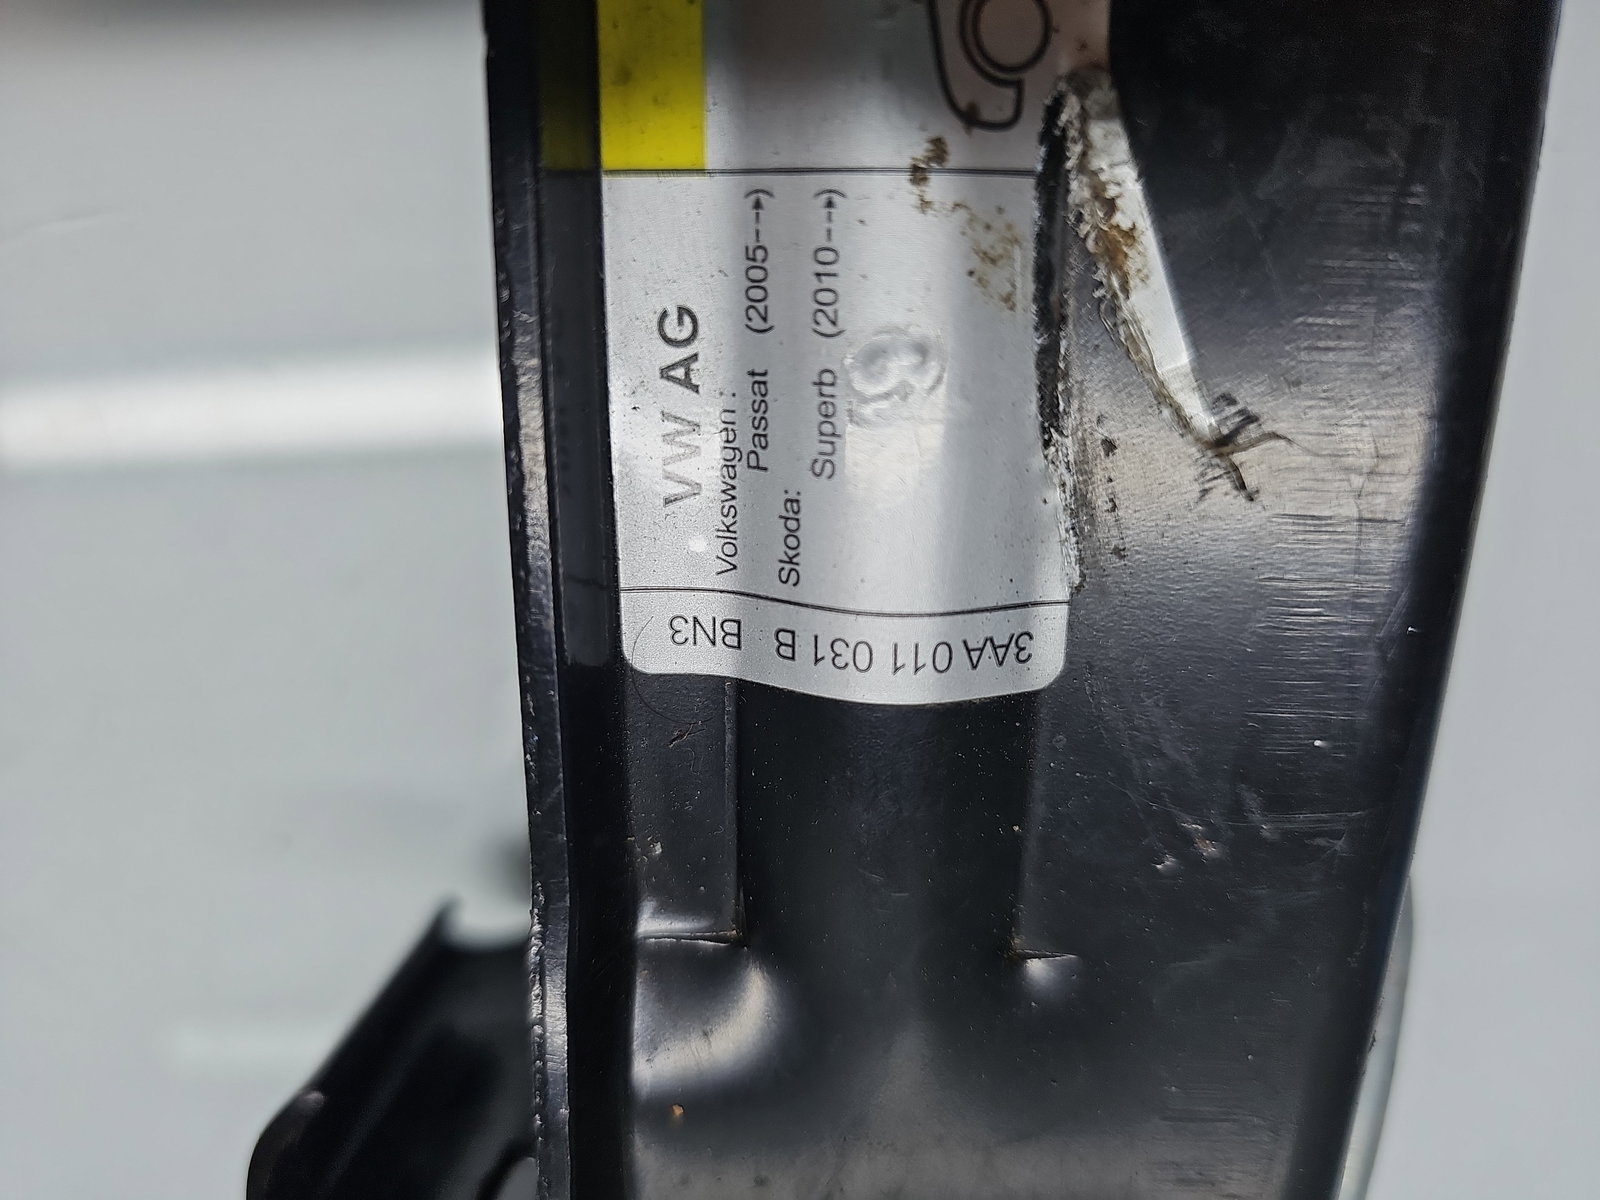 VW AG
Volkswagen:
Passat (2005-->)
Skoda:
Superb (2010-->)
3AA 011 031 B BN3